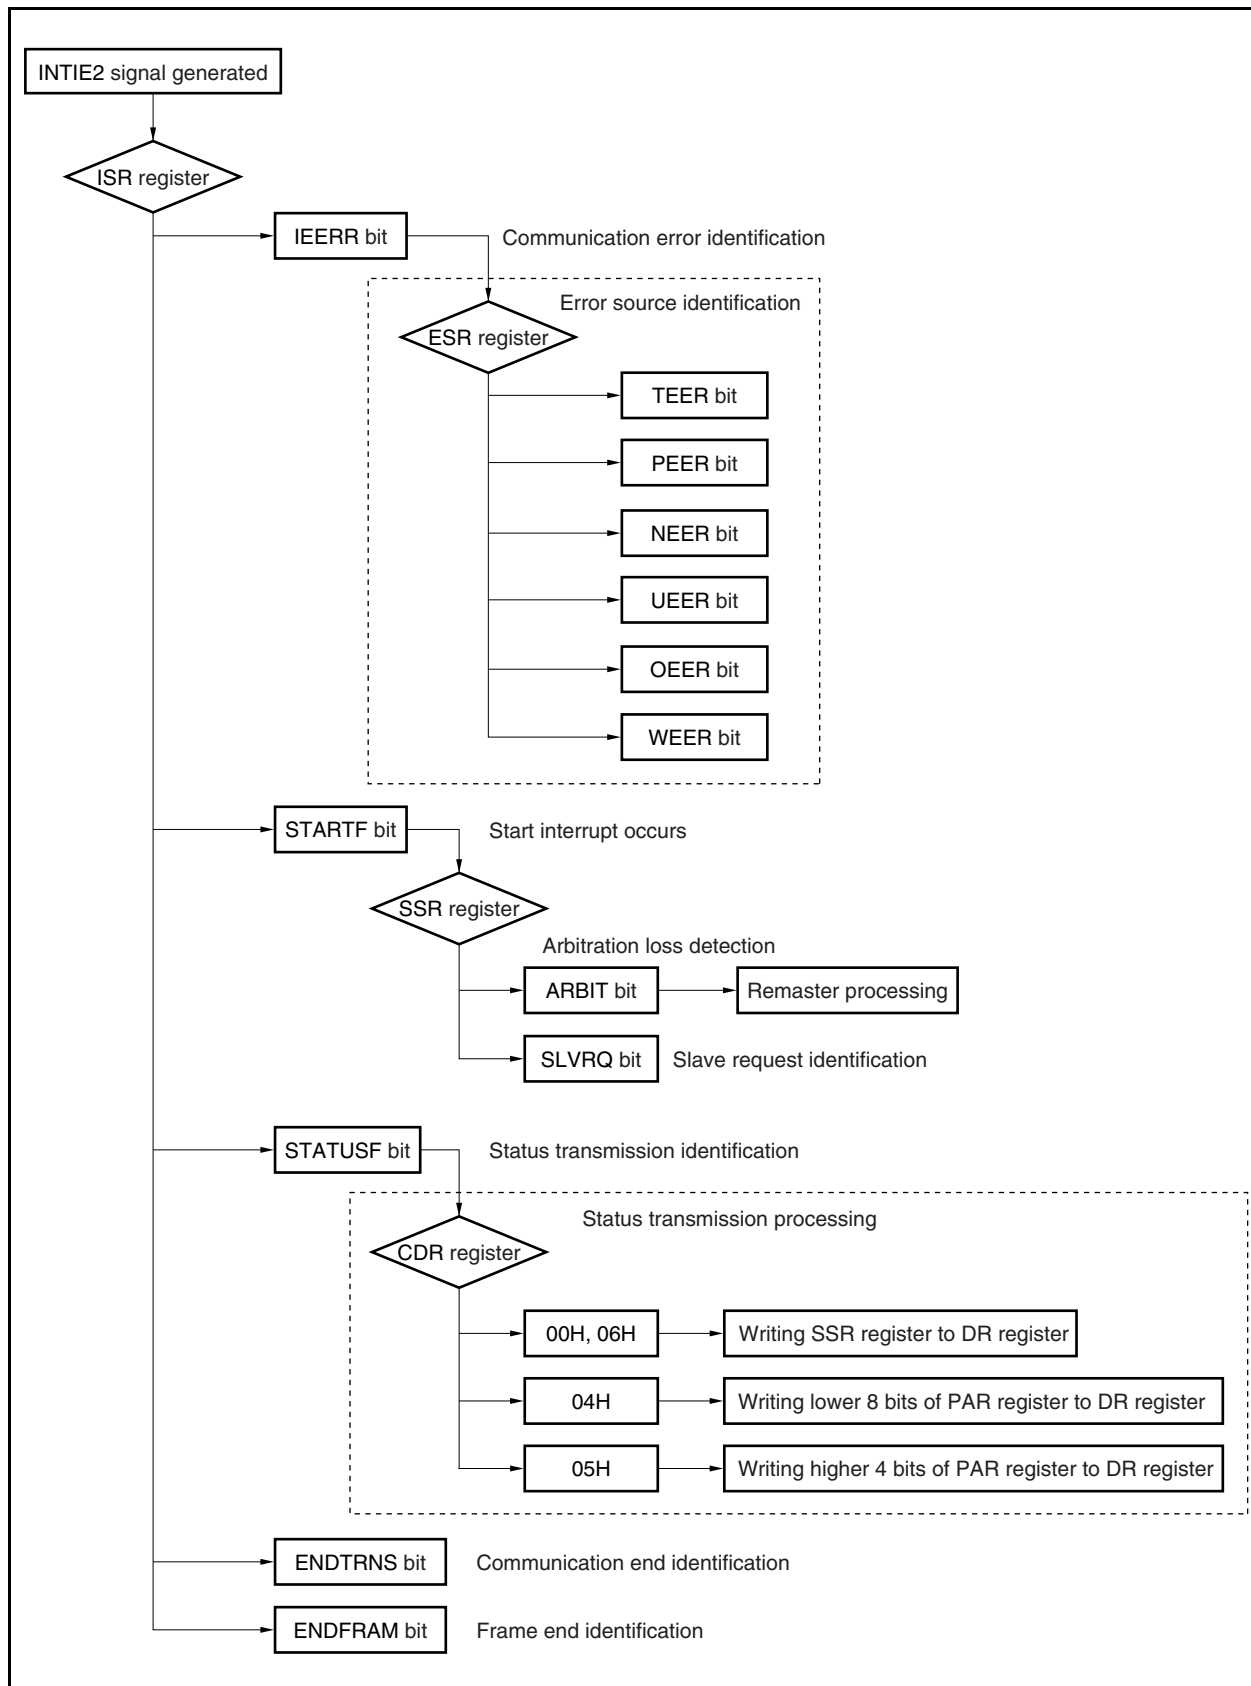 INTIE2 signal generated
ISR register
IEERR bit
Communication error identification
Error source identification
ESR register
TEER bit
PEER bit
NEER bit
UEER bit
OEER bit
WEER bit
STARTF bit
Start interrupt occurs
SSR register
Arbitration loss detection
ARBIT bit
Remaster processing
SLVRQ bit
Slave request identification
STATUSF bit
Status transmission identification
Status transmission processing
CDR register
00H, 06H
Writing SSR register to DR register
04H
Writing lower 8 bits of PAR register to DR register
05H
Writing higher 4 bits of PAR register to DR register
ENDTRNS bit
Communication end identification
ENDFRAM bit
Frame end identification